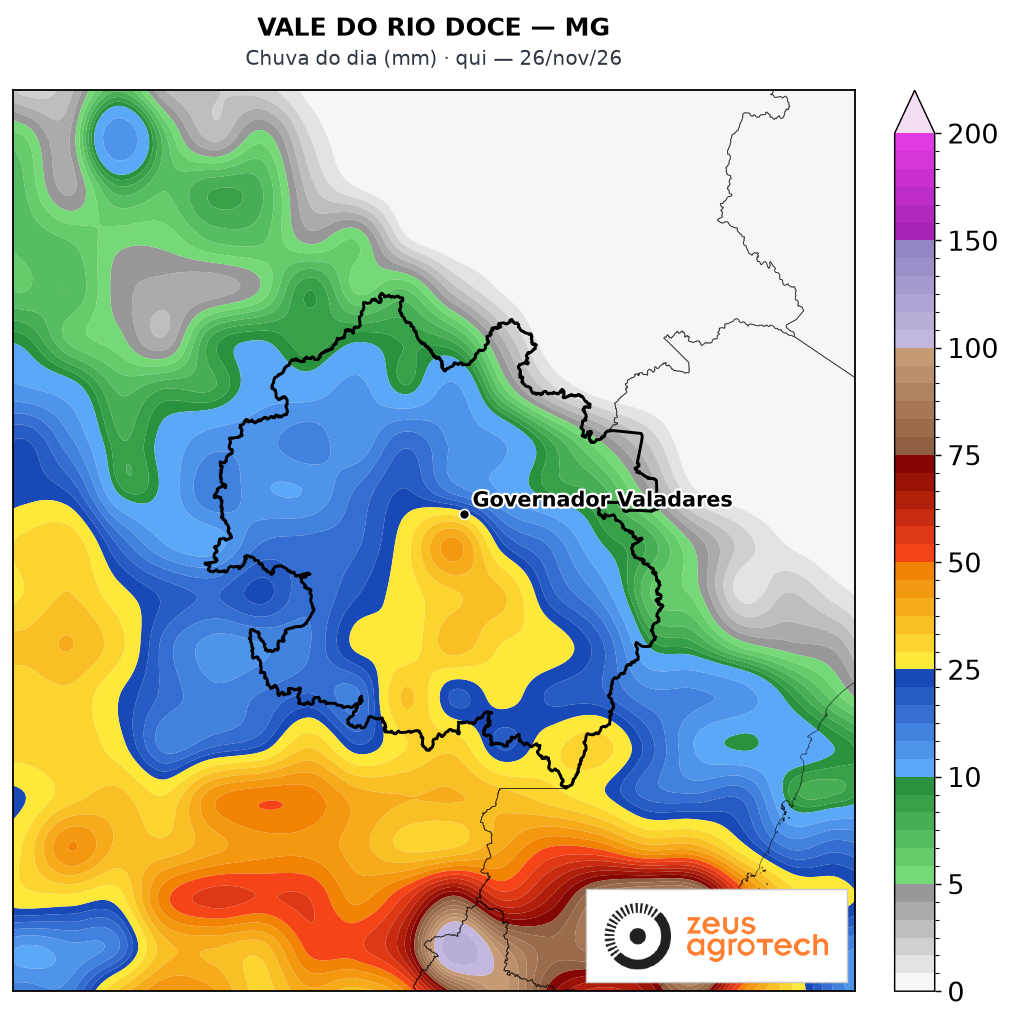 VALE DO RIO DOCE — MG
Chuva do dia (mm) · qui — 26/nov/26
200
150
100
75
50
25
10
5
0
Governador Valadares
zeus
agrotech